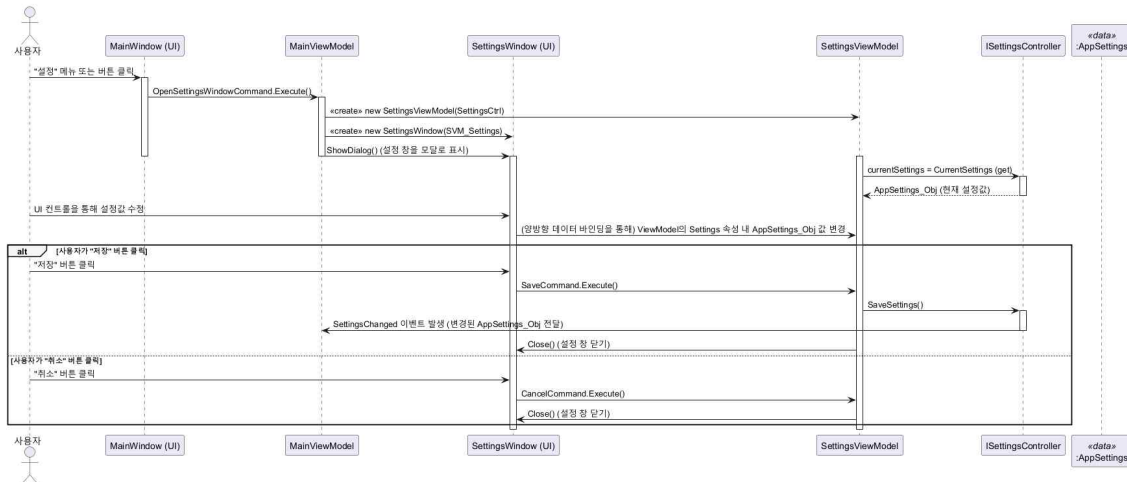 사용자
MainWindow (UI)
MainViewModel
SettingsWindow (UI)
SettingsViewModel
ISettingsController
«data»
:AppSettings
"설정" 메뉴 또는 버튼 클릭
OpenSettingsWindowCommand.Execute()
«create» new SettingsViewModel(SettingsCtrl)
«create» new SettingsWindow(SVM_Settings)
ShowDialog() (설정 창을 모달로 표시)
currentSettings = CurrentSettings (get)
AppSettings_Obj (현재 설정값)
UI 컨트롤을 통해 설정값 수정
(양방향 데이터 바인딩을 통해) ViewModel의 Settings 속성 내 AppSettings_Obj 값 변경
alt [사용자가 "저장" 버튼 클릭]
"저장" 버튼 클릭
SaveCommand.Execute()
SaveSettings()
SettingsChanged 이벤트 발생 (변경된 AppSettings_Obj 전달)
Close() (설정 창 닫기)
[사용자가 "취소" 버튼 클릭]
"취소" 버튼 클릭
CancelCommand.Execute()
Close() (설정 창 닫기)
사용자
MainWindow (UI)
MainViewModel
SettingsWindow (UI)
SettingsViewModel
ISettingsController
«data»
:AppSettings